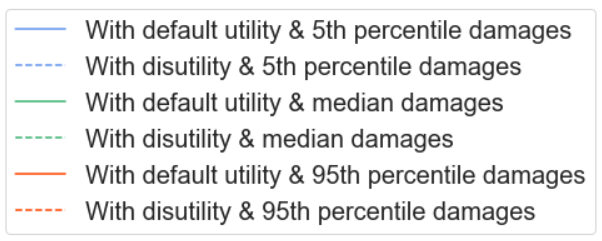 With default utility & 5th percentile damages
With disutility & 5th percentile damages
With default utility & median damages
With disutility & median damages
With default utility & 95th percentile damages
With disutility & 95th percentile damages